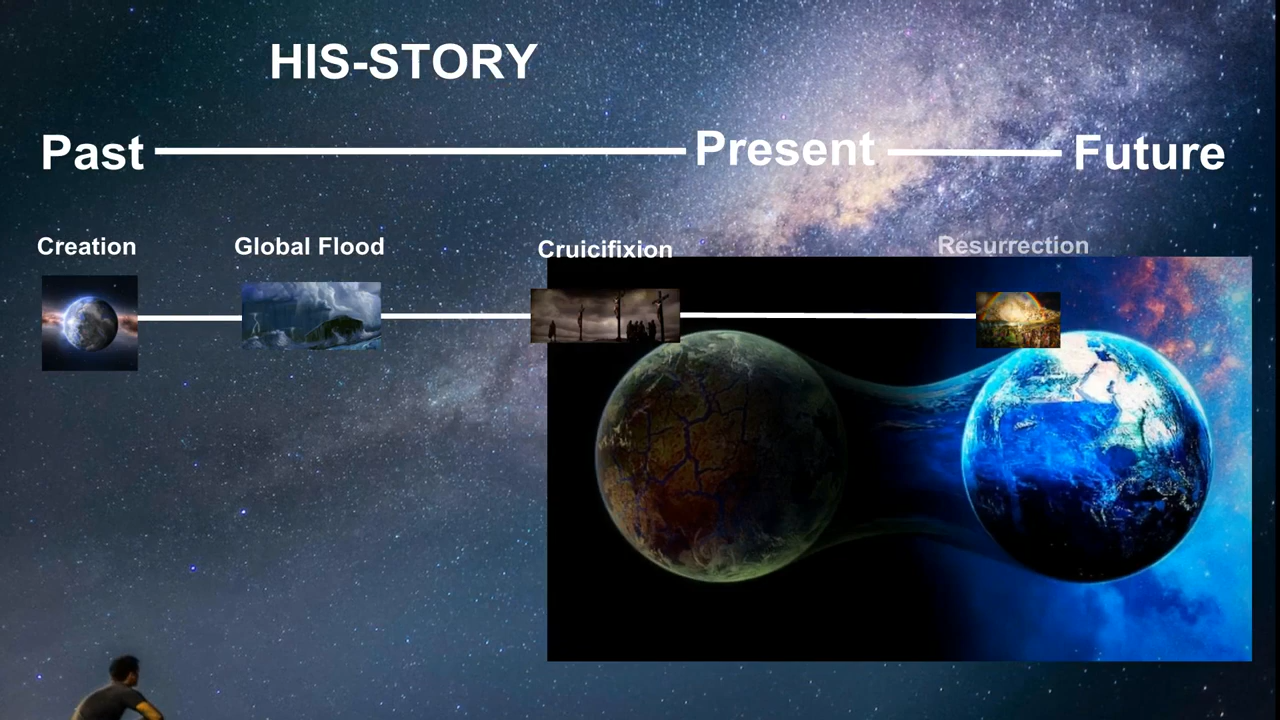 HIS-STORY
Past Present Future
Creation Global Flood Cruicifixion Resurrection